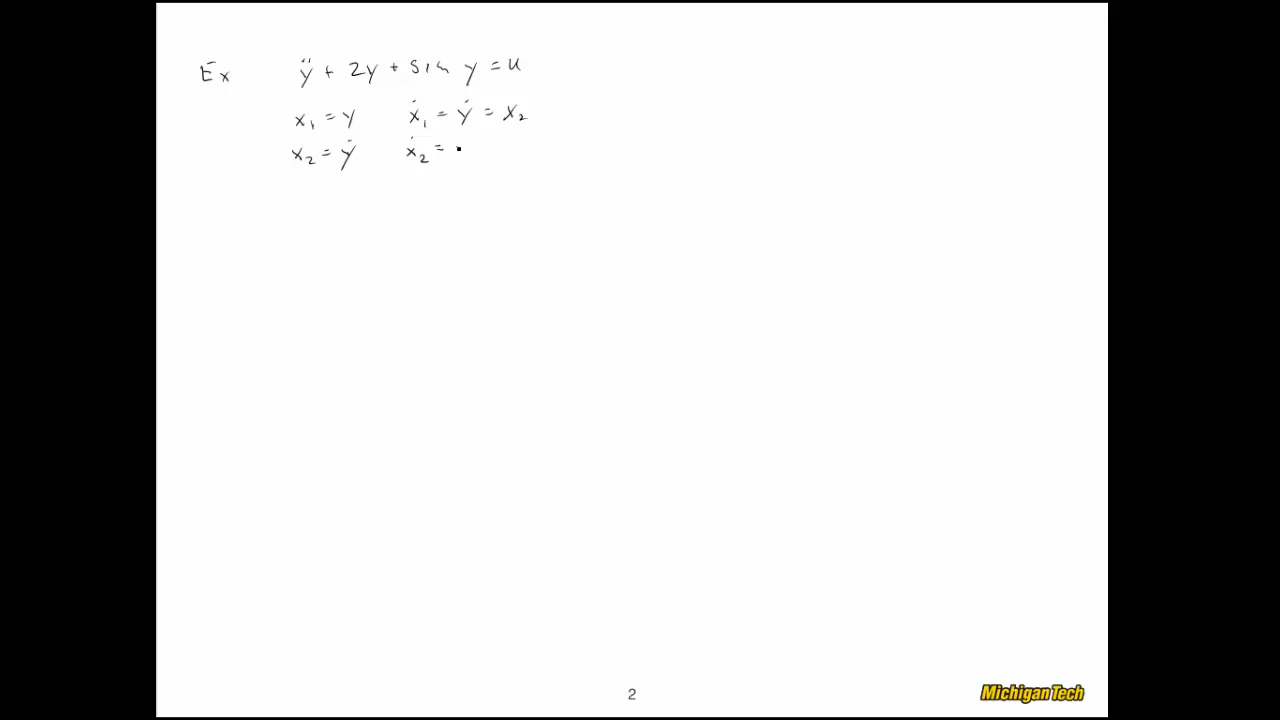 Ex ÿ + 2y + sin y = u
x₁ = y ẋ₁ = ẏ = x₂
x₂ = ẏ ẋ₂ =
2
Michigan Tech